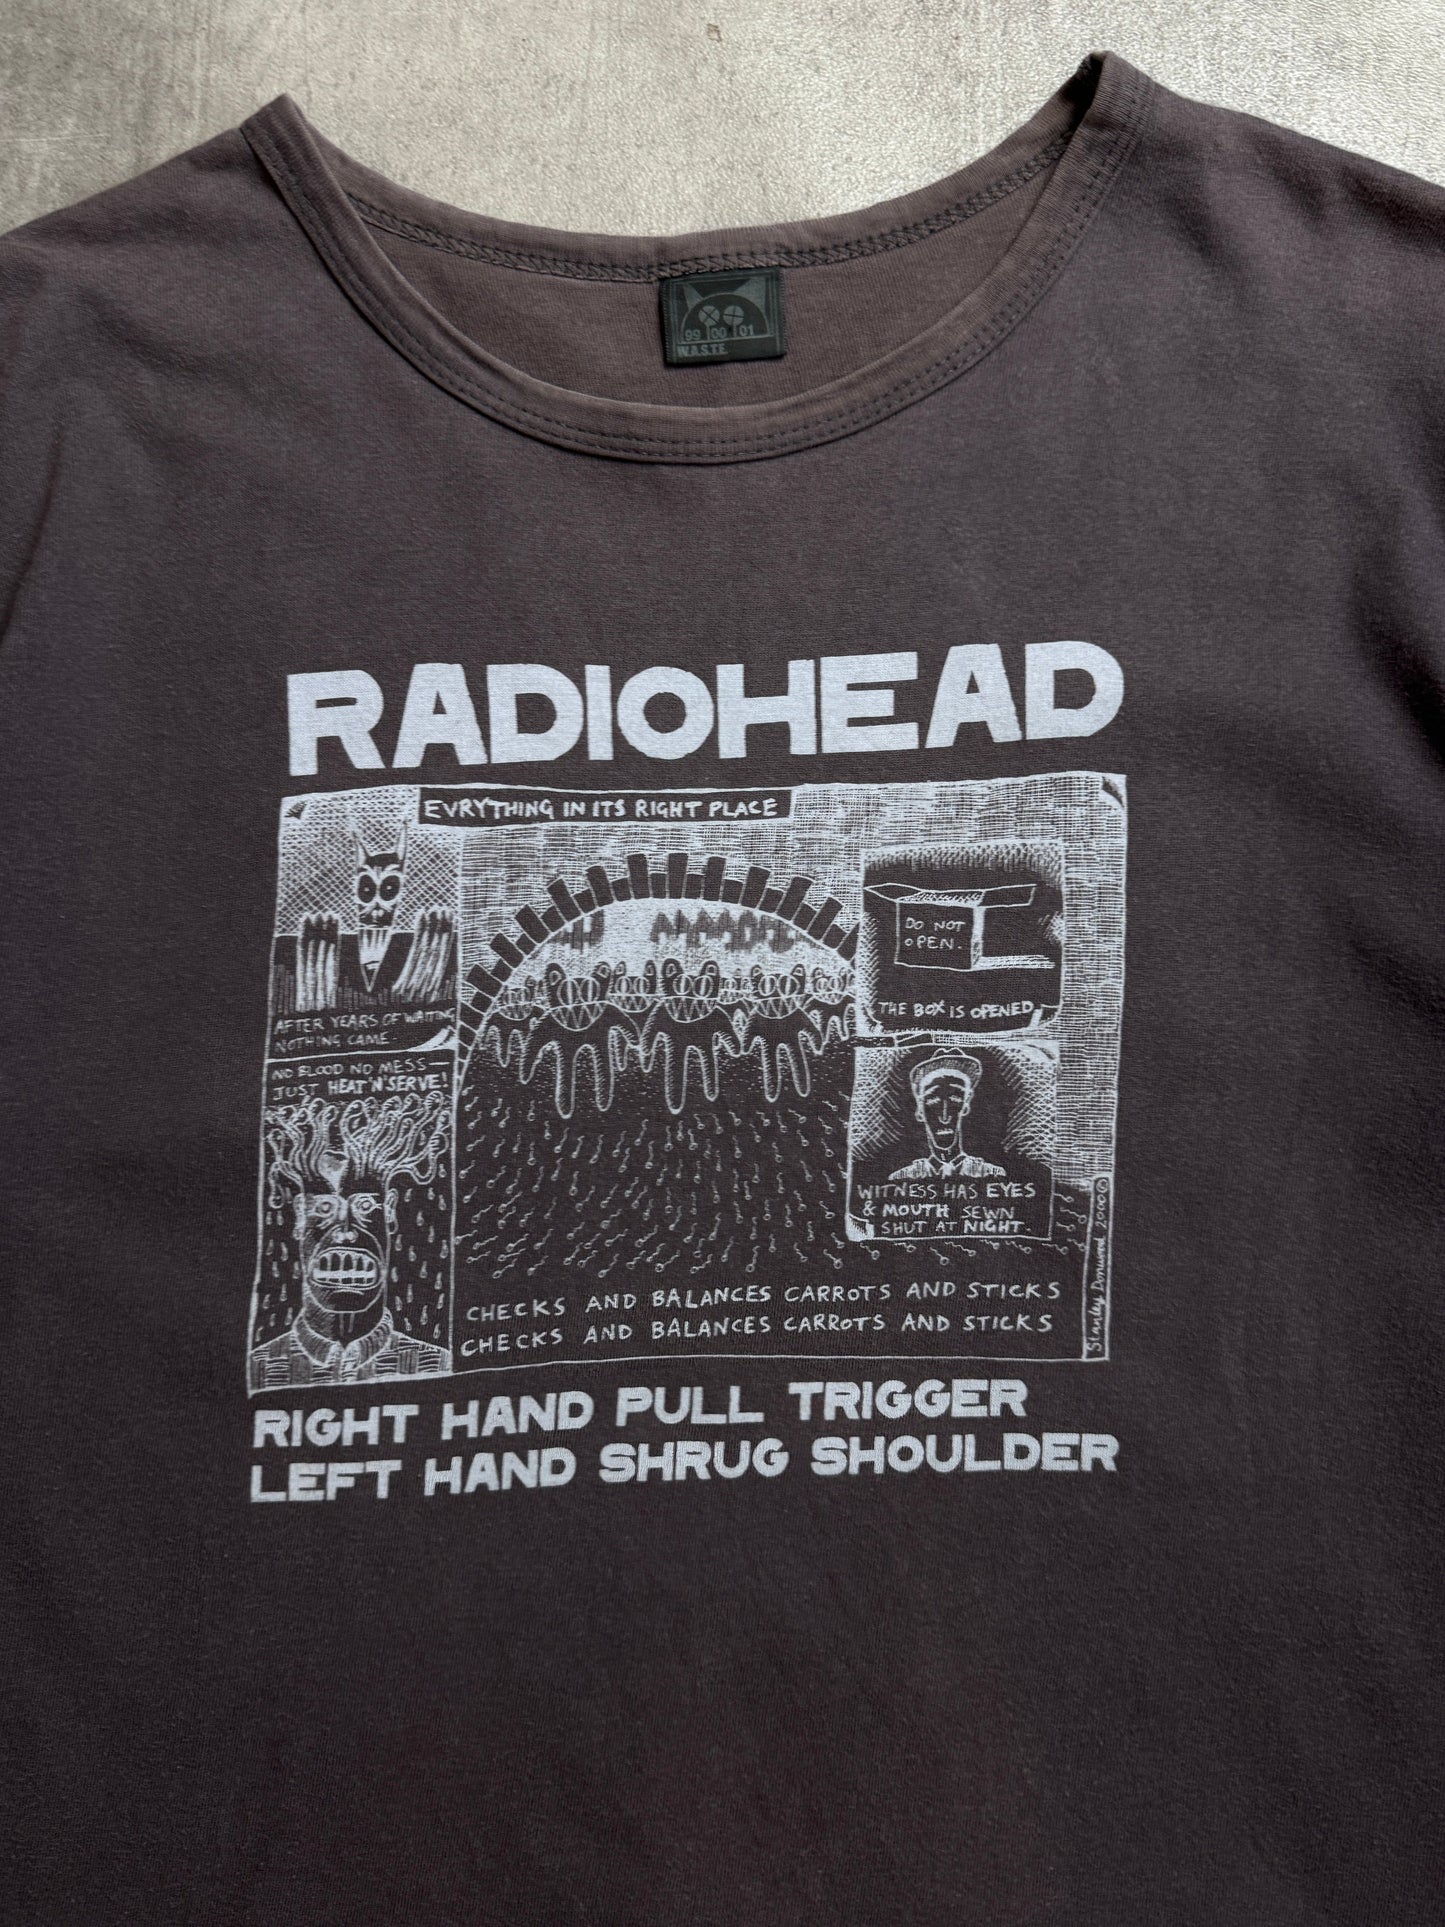 99 00 01
W.A.S.T.E
RADIOHEAD
EVRYTHING IN ITS RIGHT PLACE
AFTER YEARS OF WAITING
NOTHING CAME.
NO BLOOD NO MESS—
JUST HEAT'N'SERVE!
DO NOT
OPEN.
THE BOX IS OPENED
WITNESS HAS EYES
& MOUTH SEWN
SHUT AT NIGHT.
CHECKS AND BALANCES CARROTS AND STICKS
CHECKS AND BALANCES CARROTS AND STICKS
Stanley Donwood 2000©
RIGHT HAND PULL TRIGGER
LEFT HAND SHRUG SHOULDER